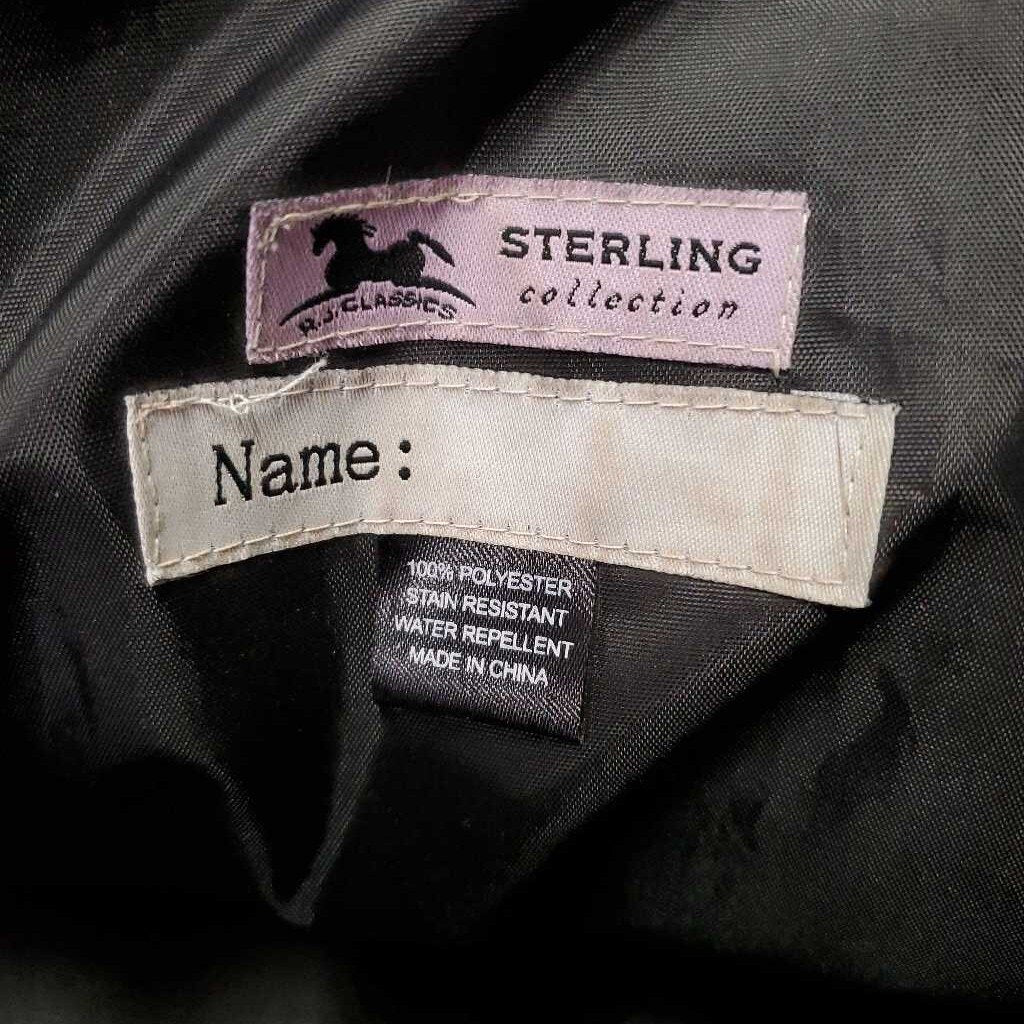 R.J. CLASSICS
STERLING
collection
Name:
100% POLYESTER
STAIN RESISTANT
WATER REPELLENT
MADE IN CHINA